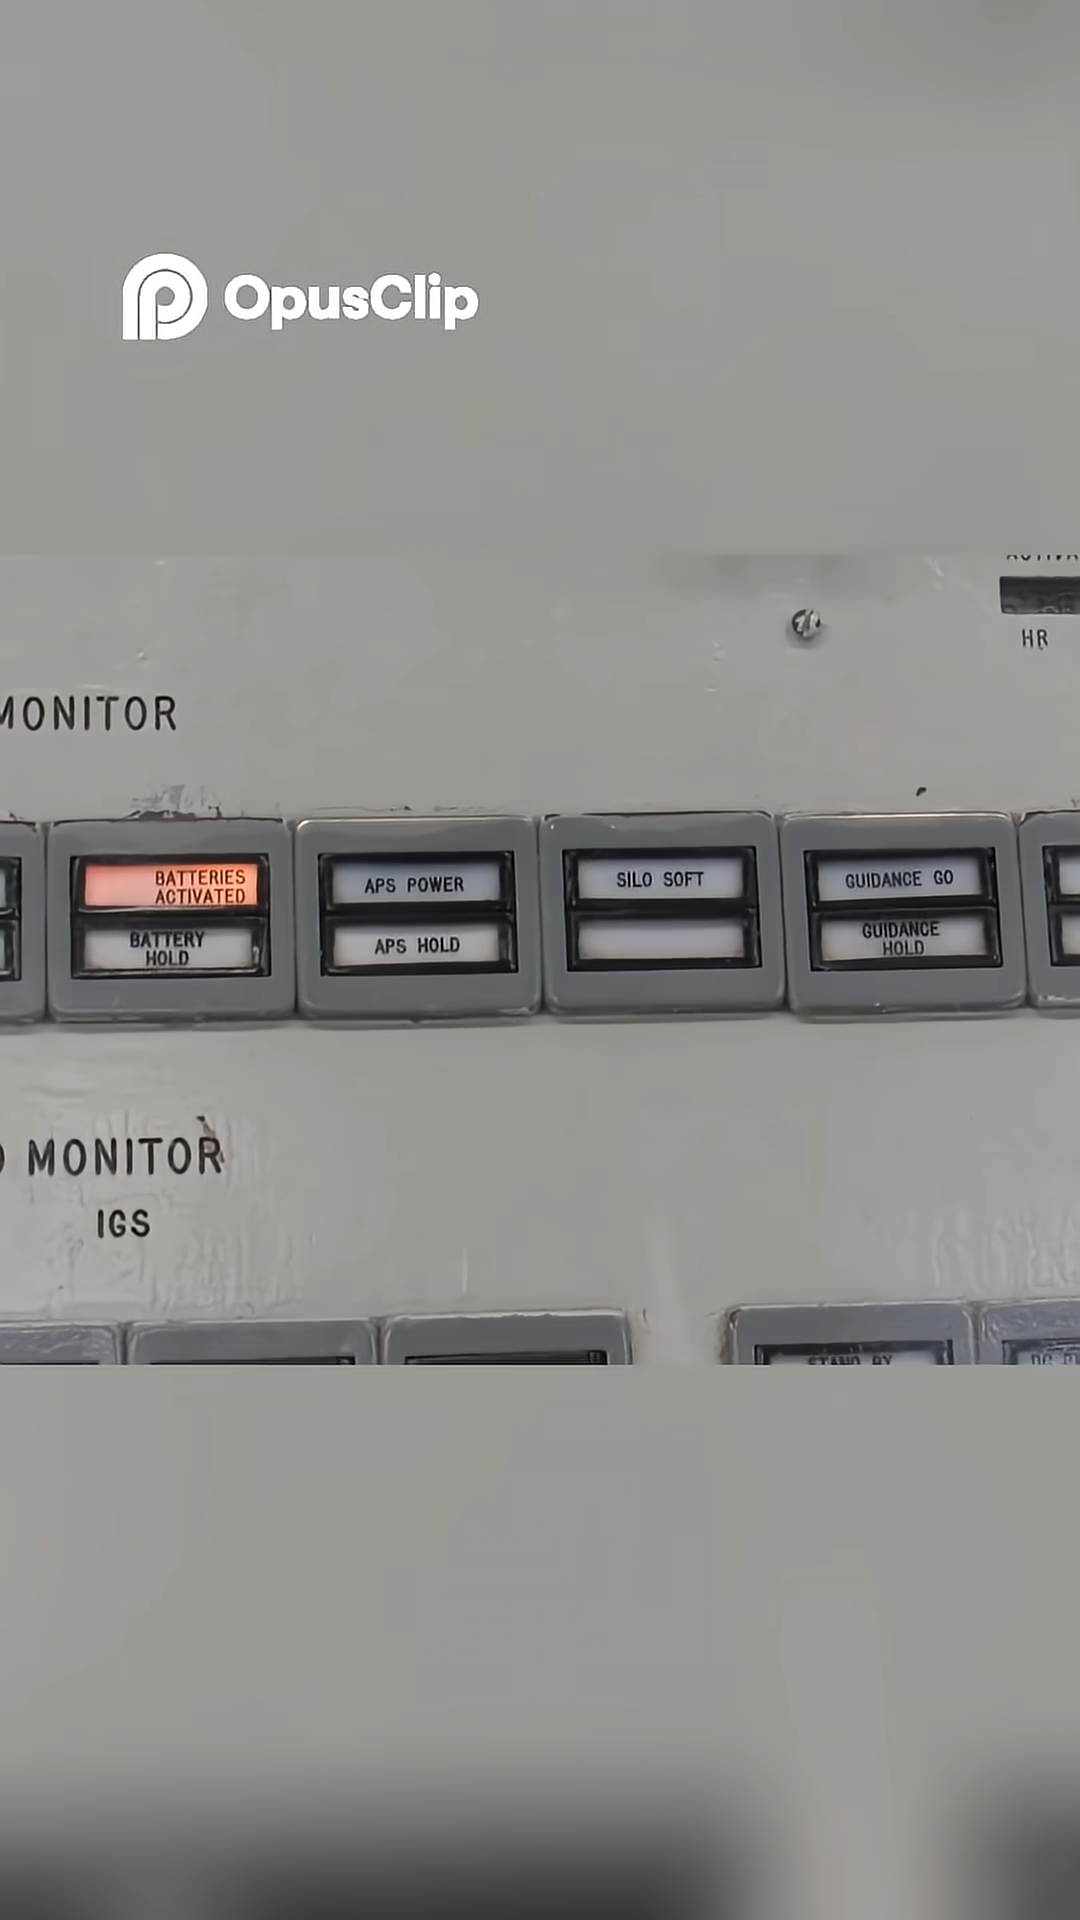 OpusClip
HR
MONITOR
BATTERIES
ACTIVATED
BATTERY
HOLD
APS POWER
APS HOLD
SILO SOFT
GUIDANCE GO
GUIDANCE
HOLD
MONITOR
IGS
STAND BY